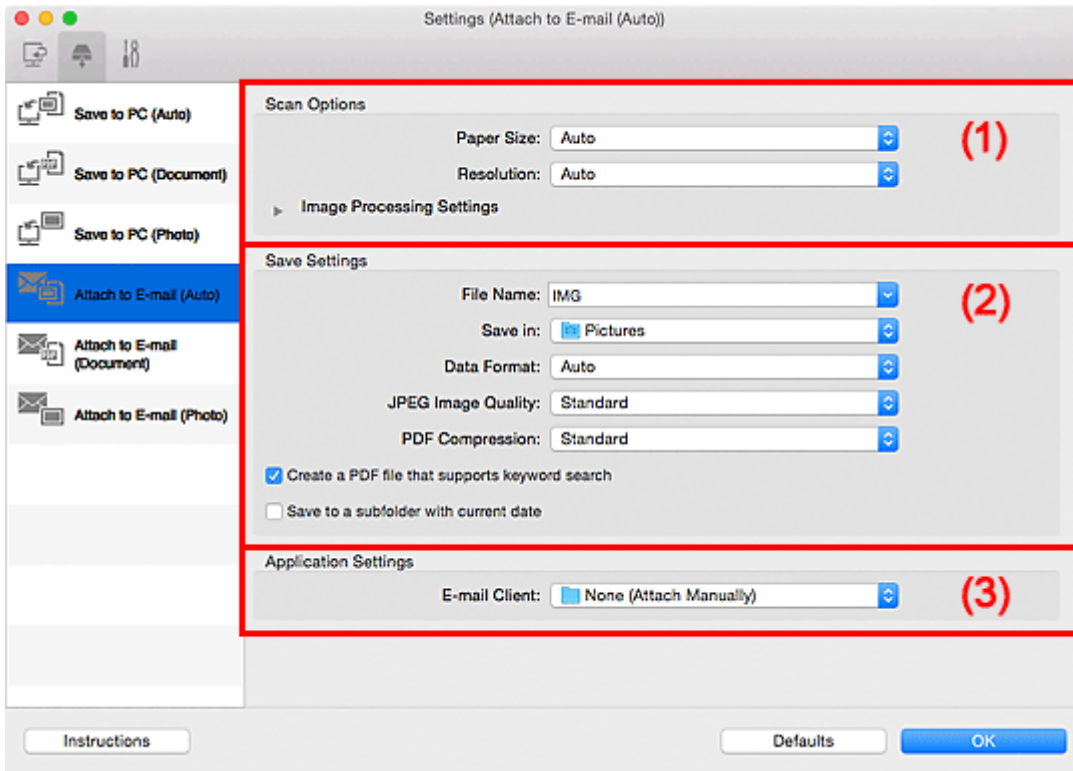 Settings (Attach to E-mail (Auto))
Save to PC (Auto)
Save to PC (Document)
Save to PC (Photo)
Attach to E-mail (Auto)
Attach to E-mail
(Document)
Attach to E-mail (Photo)
Scan Options
(1)
Paper Size: Auto
Resolution: Auto
Image Processing Settings
Save Settings
(2)
File Name: IMG
Save in: Pictures
Data Format: Auto
JPEG Image Quality: Standard
PDF Compression: Standard
Create a PDF file that supports keyword search
Save to a subfolder with current date
Application Settings
(3)
E-mail Client: None (Attach Manually)
Instructions
Defaults
OK